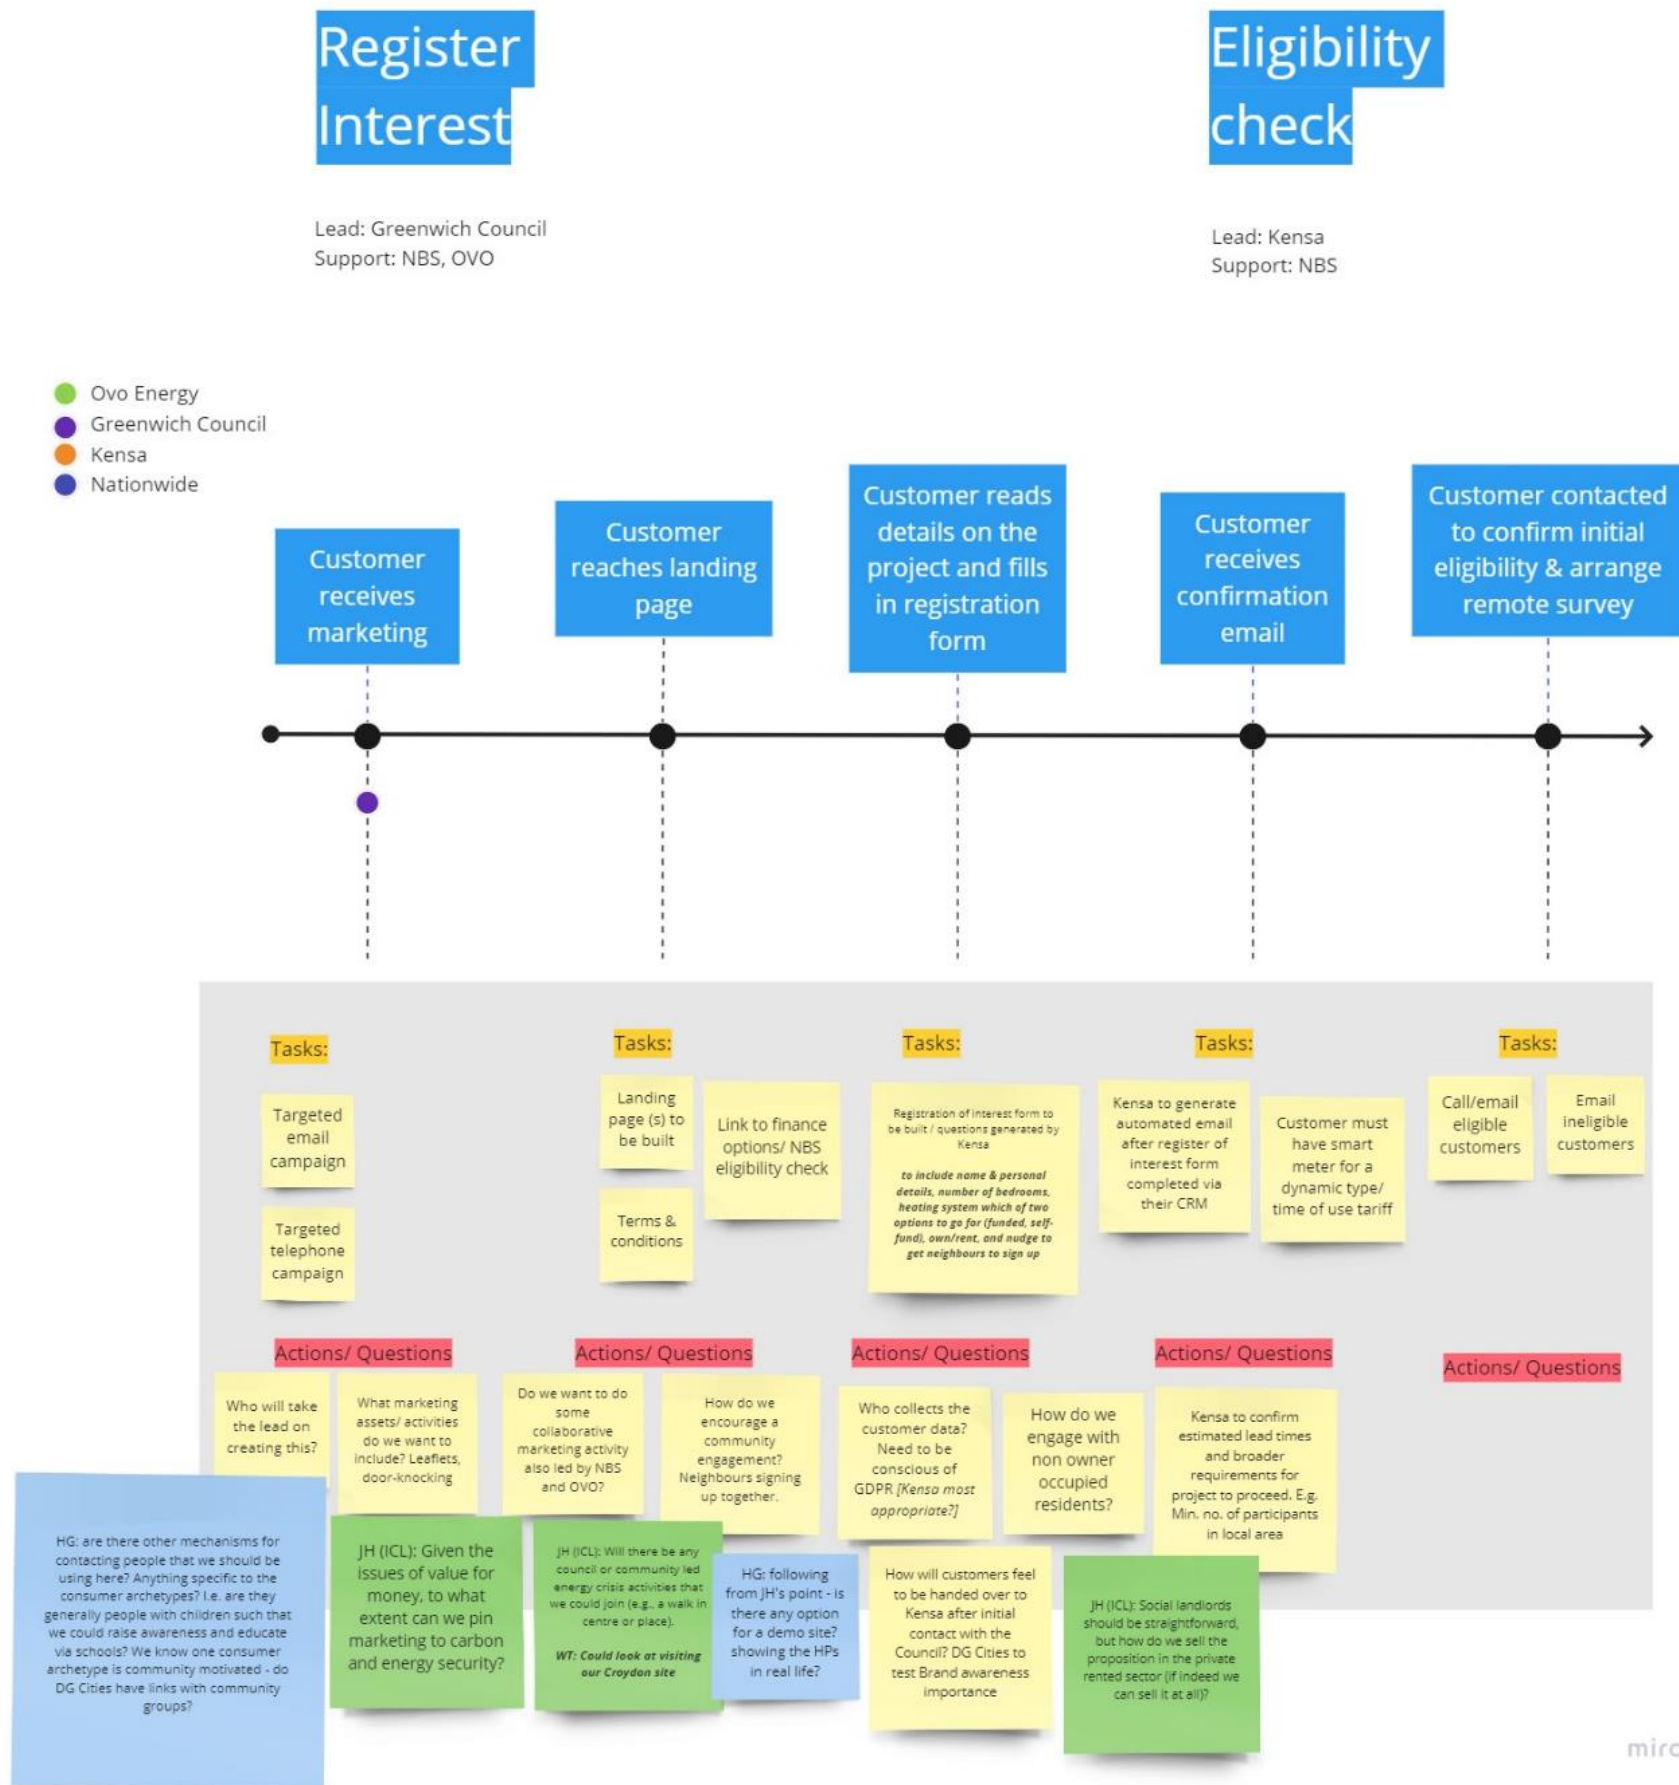 Register
Interest
Eligibility
check
Lead: Greenwich Council
Support: NBS, OVO
Lead: Kensa
Support: NBS
Ovo Energy
Greenwich Council
Kensa
Nationwide
Customer
receives
marketing
Customer
reaches landing
page
Customer reads
details on the
project and fills
in registration
form
Customer
receives
confirmation
email
Customer contacted
to confirm initial
eligibility & arrange
remote survey
Tasks:
Targeted
email
campaign
Targeted
telephone
campaign
Tasks:
Landing
page (s) to
be built
Link to finance
options/ NBS
eligibility check
Terms &
conditions
Tasks:
Registration of interest form to
be built / questions generated by
Kensa
to include name & personal
details, number of bedrooms,
heating system which of two
options to go for (funded, self-
fund), own/rent, and nudge to
get neighbours to sign up
Tasks:
Kensa to generate
automated email
after register of
interest form
completed via
their CRM
Customer must
have smart
meter for a
dynamic type/
time of use tariff
Tasks:
Call/email
eligible
customers
Email
ineligible
customers
Actions/ Questions
Who will take
the lead on
creating this?
What marketing
assets/ activities
do we want to
include? Leaflets,
door-knocking
HG: are there other mechanisms for
contacting people that we should be
using here? Anything specific to the
consumer archetypes? I.e. are they
generally people with children such that
we could raise awareness and educate
via schools? We know one consumer
archetype is community motivated - do
DG Cities have links with community
groups?
JH (ICL): Given the
issues of value for
money, to what
extent can we pin
marketing to carbon
and energy security?
Actions/ Questions
Do we want to do
some
collaborative
marketing activity
also led by NBS
and OVO?
How do we
encourage a
community
engagement?
Neighbours signing
up together.
JH (ICL): Will there be any
council or community led
energy crisis activities that
we could join (e.g., a walk in
centre or place).
WT: Could look at visiting
our Croydon site
HG: following
from JH's point - is
there any option
for a demo site?
showing the HPs
in real life?
Actions/ Questions
Who collects the
customer data?
Need to be
conscious of
GDPR [Kensa most
appropriate?]
How do we
engage with
non owner
occupied
residents?
How will customers feel
to be handed over to
Kensa after initial
contact with the
Council? DG Cities to
test Brand awareness
importance
Actions/ Questions
Kensa to confirm
estimated lead times
and broader
requirements for
project to proceed. E.g.
Min. no. of participants
in local area
JH (ICL): Social landlords
should be straightforward,
but how do we sell the
proposition in the private
rented sector (if indeed we
can sell it at all)?
Actions/ Questions